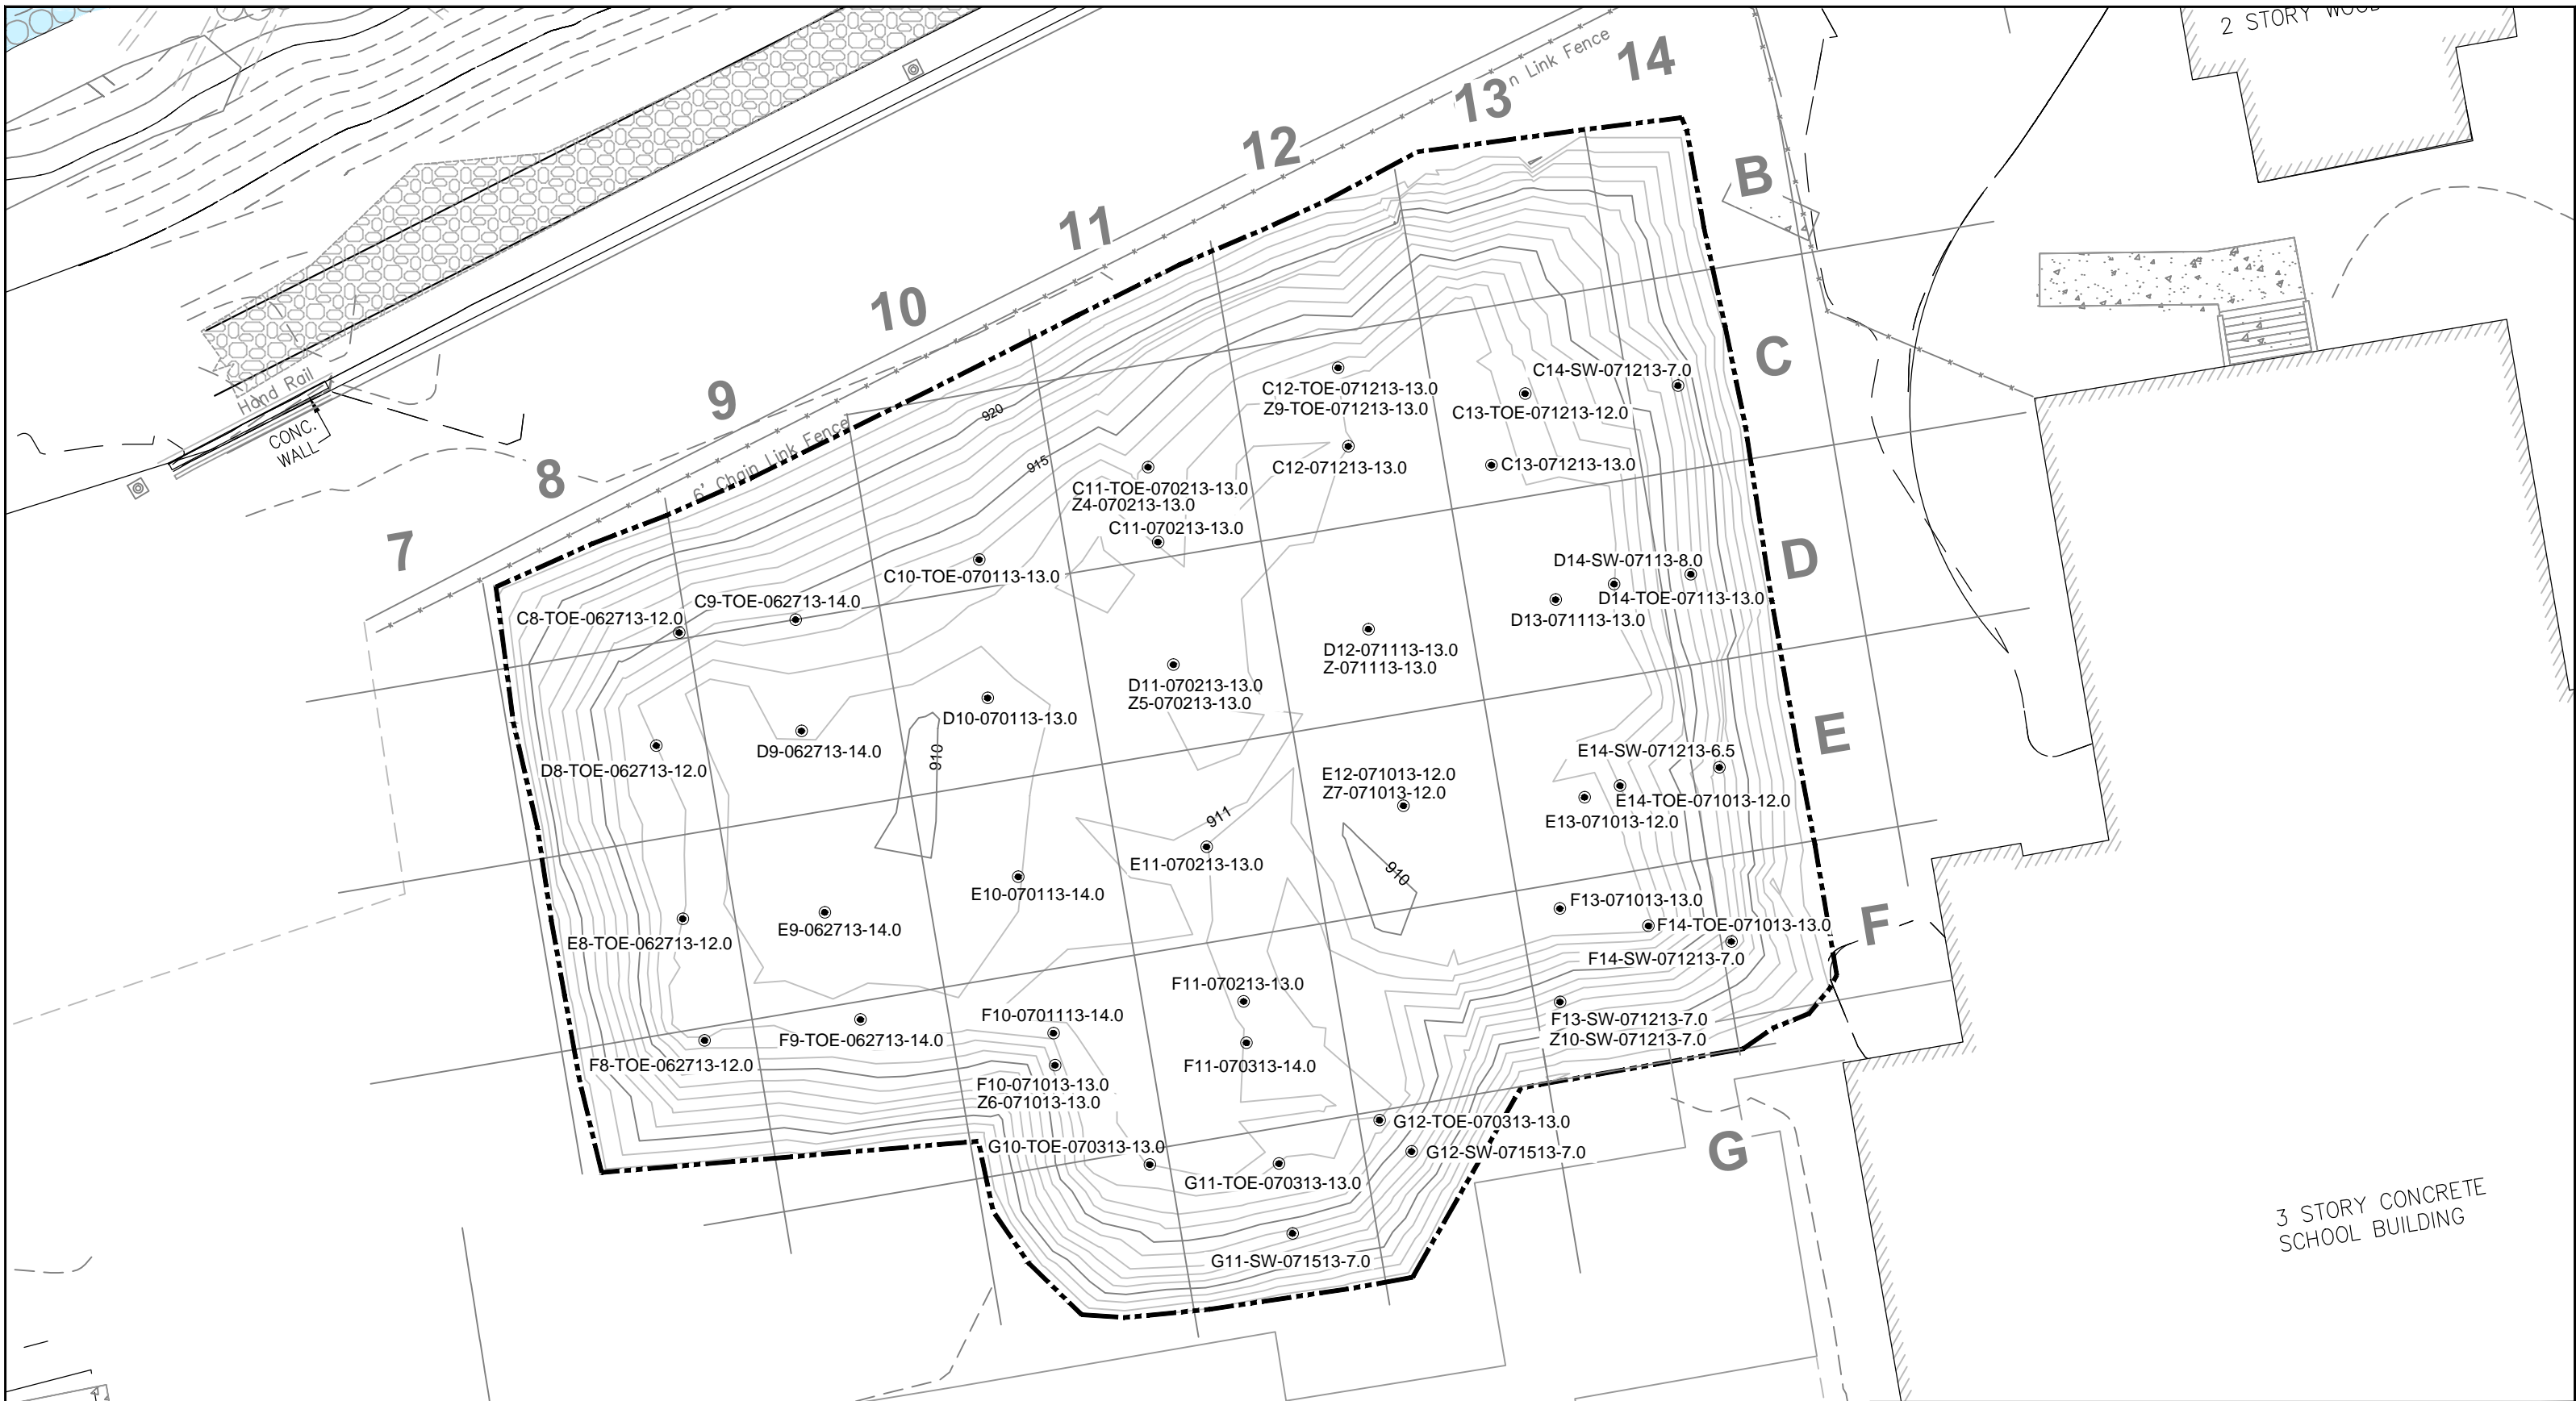 2 STORY
n Link Fence
14
13
12
11
10
9
8
7
B
C
D
E
F
G
Hand Rail
CONC.
WALL
6' Chain Link Fence
920
915
C14-SW-071213-7.0
C12-TOE-071213-13.0
Z9-TOE-071213-13.0
C13-TOE-071213-12.0
C12-071213-13.0
C13-071213-13.0
C11-TOE-070213-13.0
Z4-070213-13.0
C11-070213-13.0
C10-TOE-070113-13.0
C9-TOE-062713-14.0
C8-TOE-062713-12.0
D14-SW-07113-8.0
D14-TOE-07113-13.0
D13-071113-13.0
D12-071113-13.0
Z-071113-13.0
D11-070213-13.0
Z5-070213-13.0
D10-070113-13.0
D9-062713-14.0
D8-TOE-062713-12.0
910
E14-SW-071213-6.5
E12-071013-12.0
Z7-071013-12.0
E14-TOE-071013-12.0
E13-071013-12.0
911
E11-070213-13.0
910
E10-070113-14.0
E9-062713-14.0
E8-TOE-062713-12.0
F13-071013-13.0
F14-TOE-071013-13.0
F14-SW-071213-7.0
F11-070213-13.0
F10-0701113-14.0
F13-SW-071213-7.0
Z10-SW-071213-7.0
F9-TOE-062713-14.0
F8-TOE-062713-12.0
F11-070313-14.0
F10-071013-13.0
Z6-071013-13.0
G12-TOE-070313-13.0
G10-TOE-070313-13.0
G12-SW-071513-7.0
G11-TOE-070313-13.0
G11-SW-071513-7.0
3 STORY CONCRETE
SCHOOL BUILDING